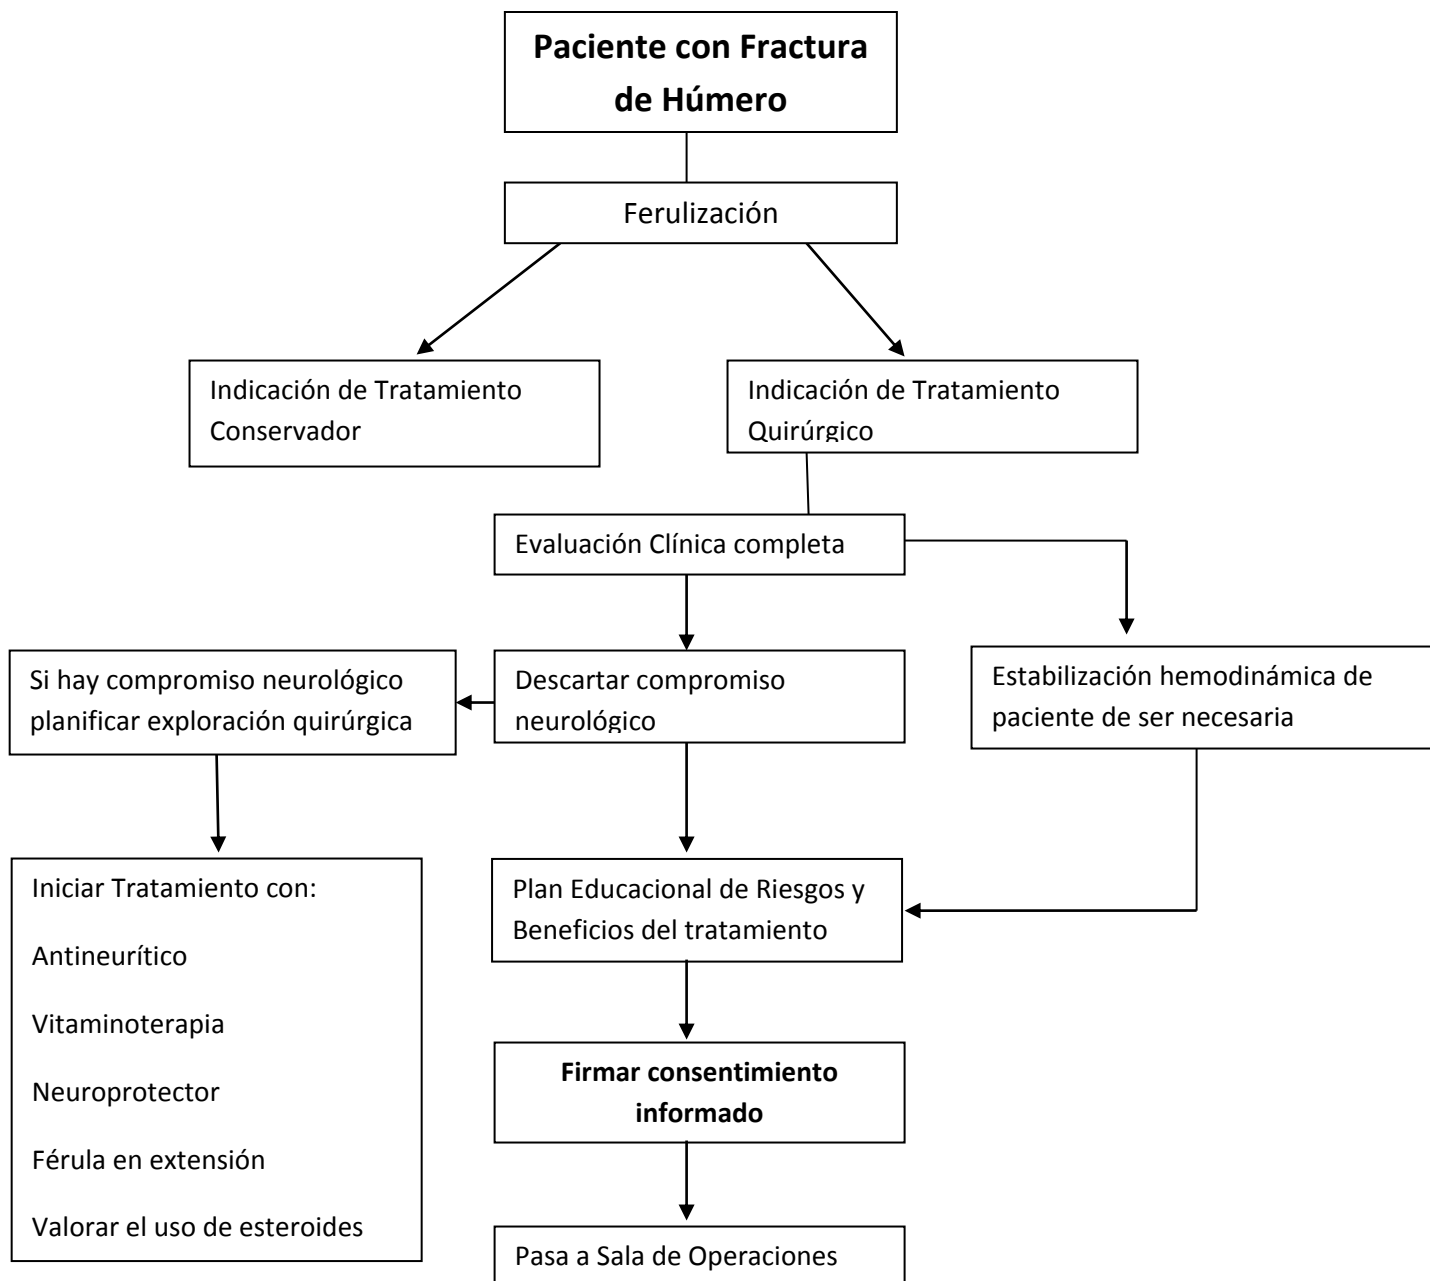 Paciente con Fractura
de Húmero
Ferulización
Indicación de Tratamiento
Conservador
Indicación de Tratamiento
Quirúrgico
Evaluación Clínica completa
Si hay compromiso neurológico
planificar exploración quirúrgica
Descartar compromiso
neurológico
Estabilización hemodinámica de
paciente de ser necesaria
Iniciar Tratamiento con:
Antineurítico
Vitaminoterapia
Neuroprotector
Férula en extensión
Valorar el uso de esteroides
Plan Educacional de Riesgos y
Beneficios del tratamiento
Firmar consentimiento
informado
Pasa a Sala de Operaciones